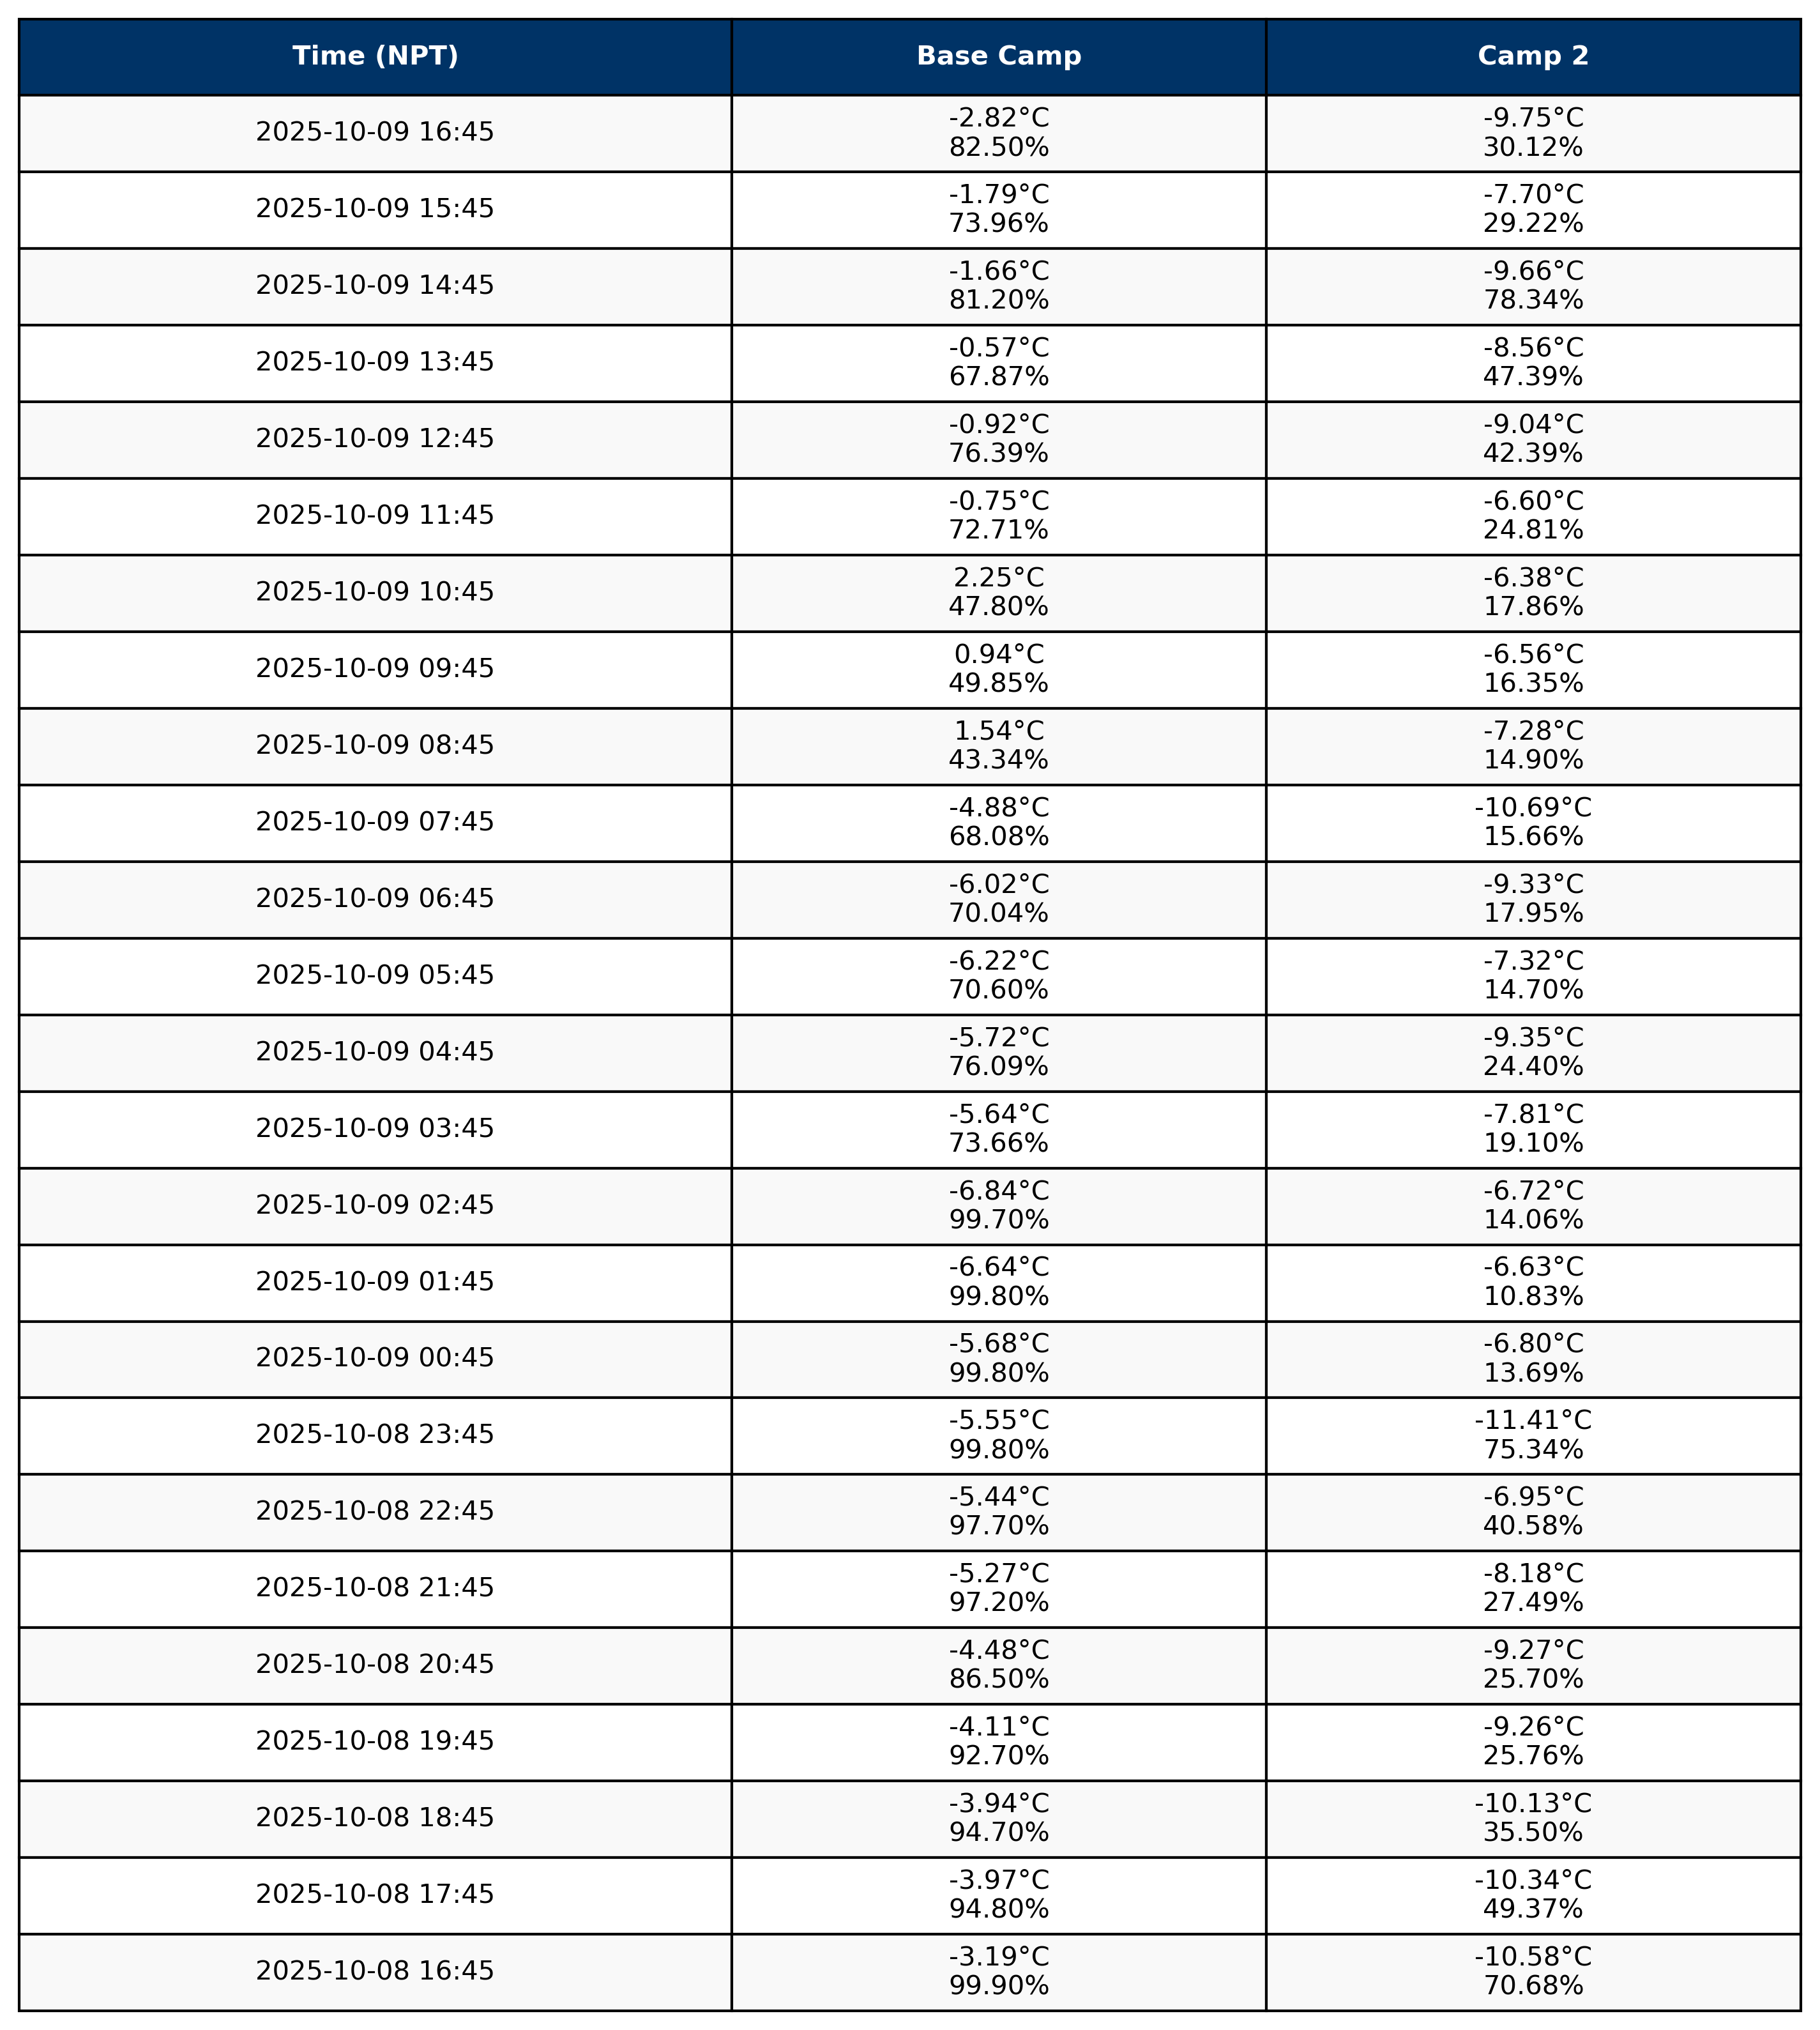 Time (NPT) Base Camp Camp 2
2025-10-09 16:45 -2.82°C -9.75°C
82.50% 30.12%
2025-10-09 15:45 -1.79°C -7.70°C
73.96% 29.22%
2025-10-09 14:45 -1.66°C -9.66°C
81.20% 78.34%
2025-10-09 13:45 -0.57°C -8.56°C
67.87% 47.39%
2025-10-09 12:45 -0.92°C -9.04°C
76.39% 42.39%
2025-10-09 11:45 -0.75°C -6.60°C
72.71% 24.81%
2025-10-09 10:45 2.25°C -6.38°C
47.80% 17.86%
2025-10-09 09:45 0.94°C -6.56°C
49.85% 16.35%
2025-10-09 08:45 1.54°C -7.28°C
43.34% 14.90%
2025-10-09 07:45 -4.88°C -10.69°C
68.08% 15.66%
2025-10-09 06:45 -6.02°C -9.33°C
70.04% 17.95%
2025-10-09 05:45 -6.22°C -7.32°C
70.60% 14.70%
2025-10-09 04:45 -5.72°C -9.35°C
76.09% 24.40%
2025-10-09 03:45 -5.64°C -7.81°C
73.66% 19.10%
2025-10-09 02:45 -6.84°C -6.72°C
99.70% 14.06%
2025-10-09 01:45 -6.64°C -6.63°C
99.80% 10.83%
2025-10-09 00:45 -5.68°C -6.80°C
99.80% 13.69%
2025-10-08 23:45 -5.55°C -11.41°C
99.80% 75.34%
2025-10-08 22:45 -5.44°C -6.95°C
97.70% 40.58%
2025-10-08 21:45 -5.27°C -8.18°C
97.20% 27.49%
2025-10-08 20:45 -4.48°C -9.27°C
86.50% 25.70%
2025-10-08 19:45 -4.11°C -9.26°C
92.70% 25.76%
2025-10-08 18:45 -3.94°C -10.13°C
94.70% 35.50%
2025-10-08 17:45 -3.97°C -10.34°C
94.80% 49.37%
2025-10-08 16:45 -3.19°C -10.58°C
99.90% 70.68%